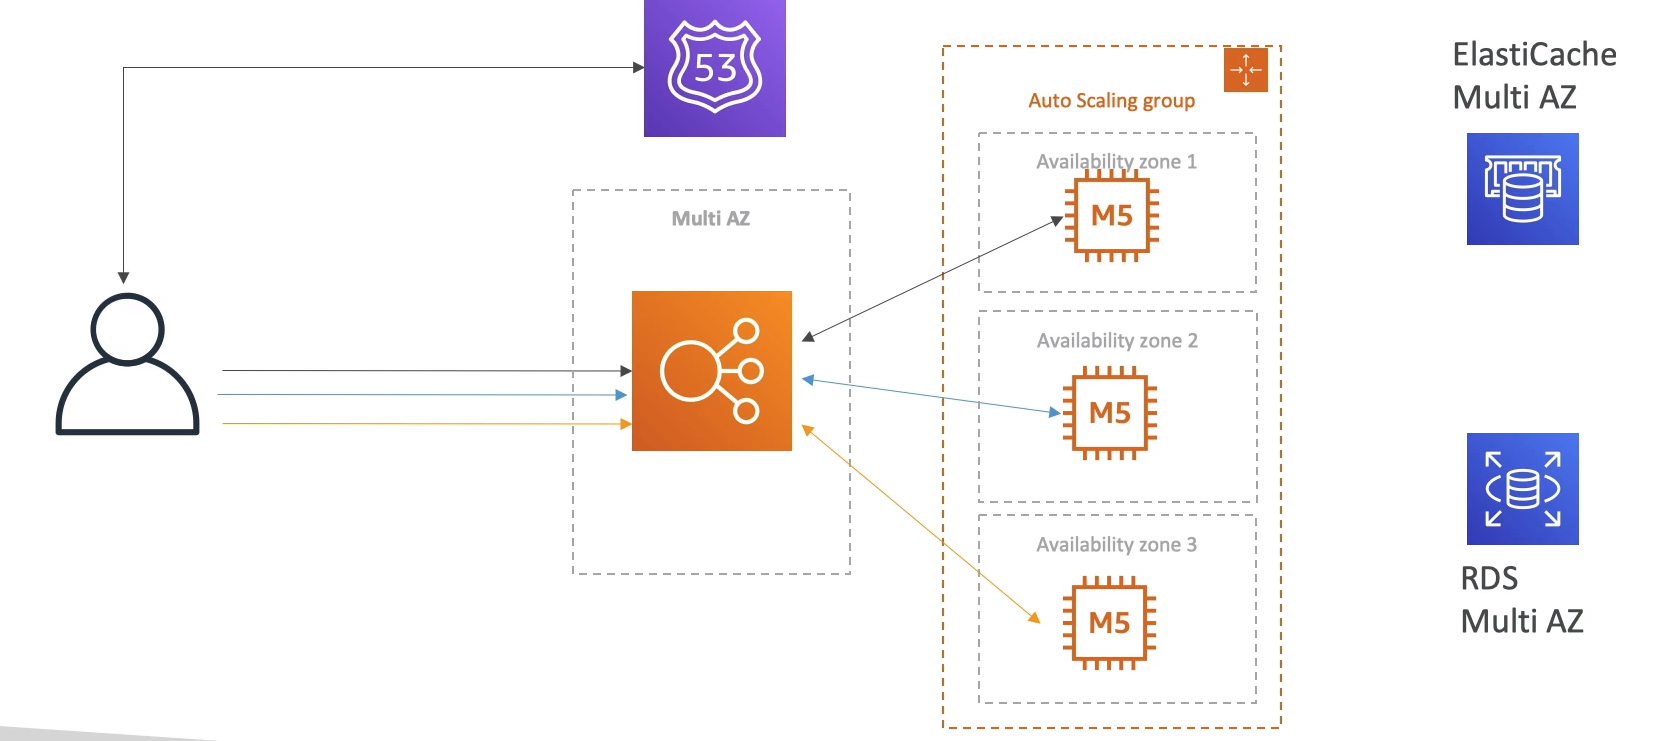 53
Multi AZ
Auto Scaling group
Availability zone 1
M5
Availability zone 2
M5
Availability zone 3
M5
ElastiCache
Multi AZ
RDS
Multi AZ